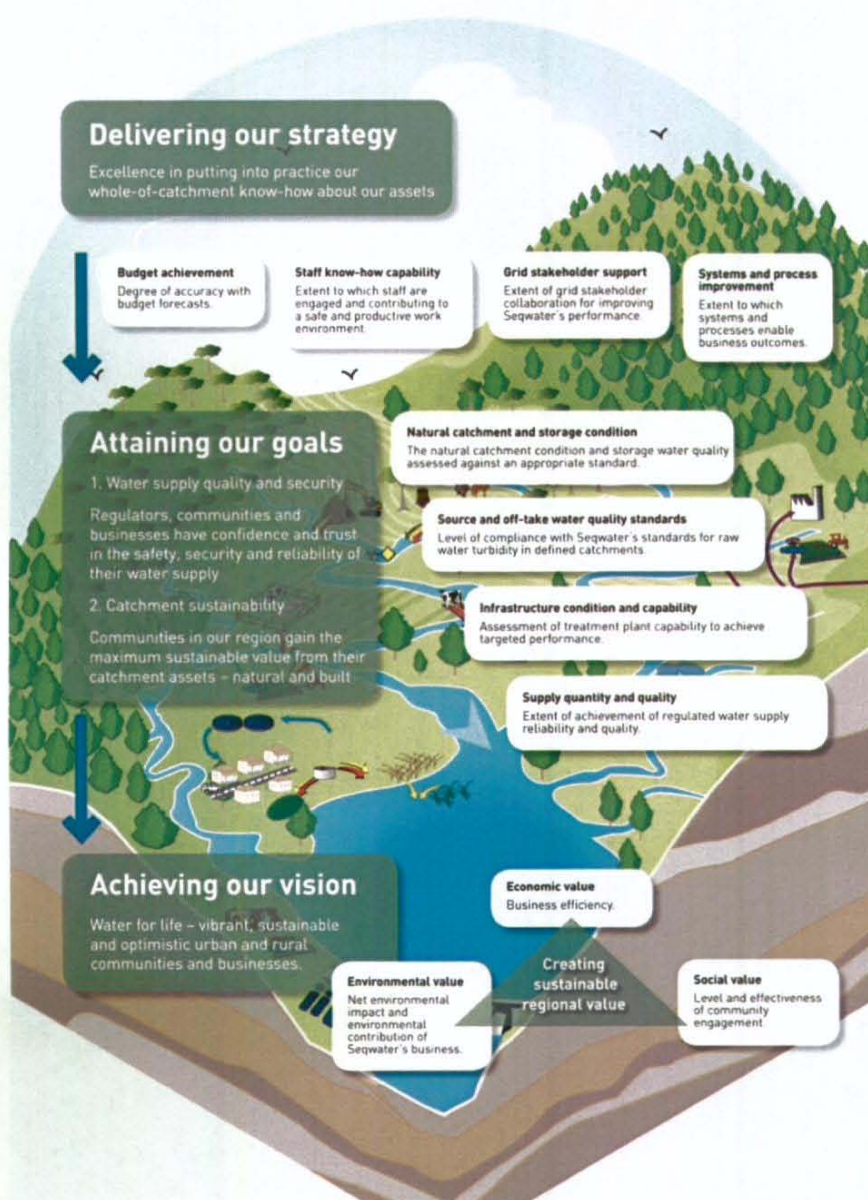 Delivering our strategy
Excellence in putting into practice our
whole-of-catchment know-how about our assets
Budget achievement
Degree of accuracy with
budget forecasts.
Staff know-how capability
Extent to which staff are
engaged and contributing to
a safe and productive work
environment.
Grid stakeholder support
Extent of grid stakeholder
collaboration for improving
Seqwater's performance.
Systems and process
improvement
Extent to which
systems and
processes enable
business outcomes.
Attaining our goals
1. Water supply quality and security
Regulators, communities and
businesses have confidence and trust
in the safety, security and reliability of
their water supply
2. Catchment sustainability
Communities in our region gain the
maximum sustainable value from their
catchment assets – natural and built
Natural catchment and storage condition
The natural catchment condition and storage water quality
assessed against an appropriate standard.
Source and off-take water quality standards
Level of compliance with Seqwater's standards for raw
water turbidity in defined catchments.
Infrastructure condition and capability
Assessment of treatment plant capability to achieve
targeted performance.
Supply quantity and quality
Extent of achievement of regulated water supply
reliability and quality.
Achieving our vision
Water for life – vibrant, sustainable
and optimistic urban and rural
communities and businesses.
Economic value
Business efficiency.
Creating
sustainable
regional value
Environmental value
Net environmental
impact and
environmental
contribution of
Seqwater's business.
Social value
Level and effectiveness
of community
engagement